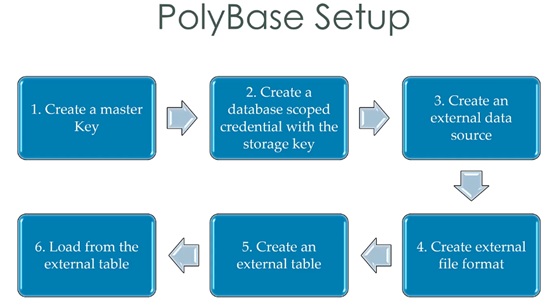 PolyBase Setup
1. Create a master
Key
2. Create a
database scoped
credential with the
storage key
3. Create an
external data
source
4. Create external
file format
5. Create an
external table
6. Load from the
external table